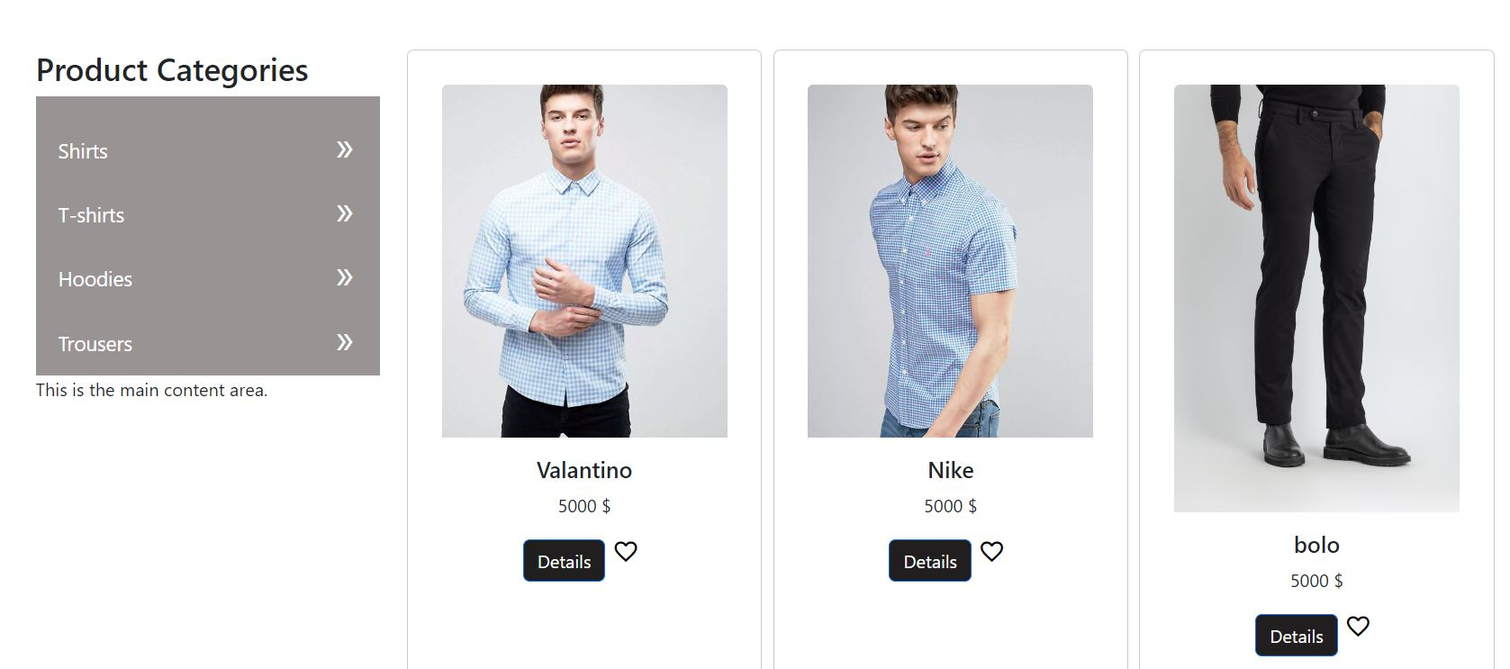 Product Categories
Shirts
T-shirts
Hoodies
Trousers
This is the main content area.
Valantino
5000 $
Details
Nike
5000 $
Details
bolo
5000 $
Details